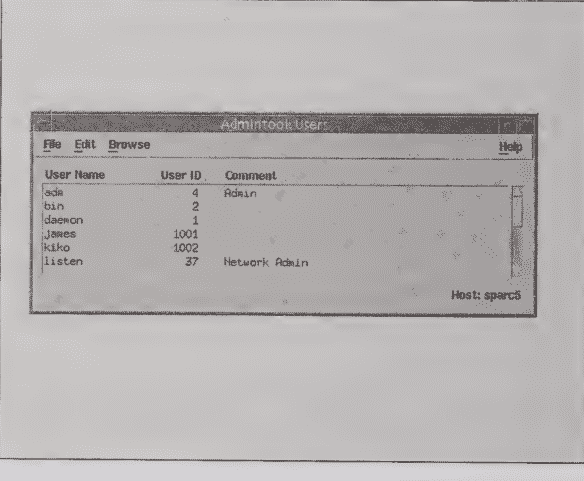 Admintool: Users
File Edit Browse Help
User Name User ID Comment
adm 4 Admin
bin 2
daemon 1
james 1001
kiko 1002
listen 37 Network Admin
Host: sparc5